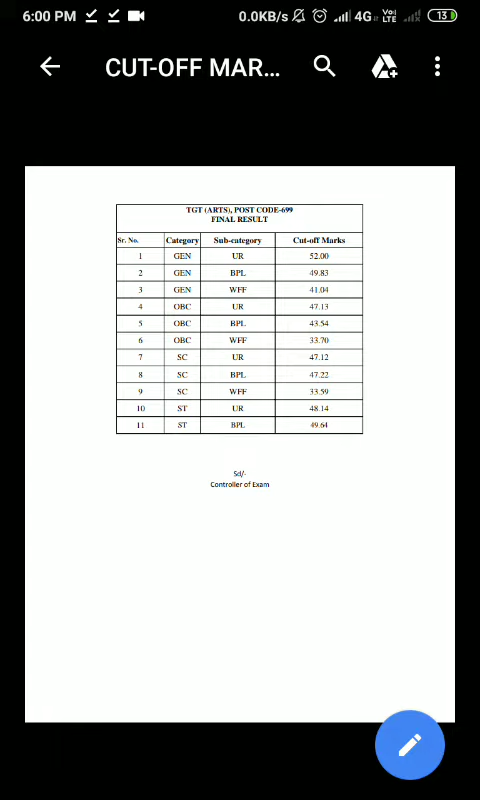 6:00 PM 0.0KB/s 4G Vo LTE 13
CUT-OFF MAR...
TGT (ARTS), POST CODE-699
FINAL RESULT
Sr. No. Category Sub-category Cut-off Marks
1 GEN UR 52.00
2 GEN BPL 49.83
3 GEN WFF 41.04
4 OBC UR 47.13
5 OBC BPL 43.54
6 OBC WFF 33.70
7 SC UR 47.12
8 SC BPL 47.22
9 SC WFF 33.59
10 ST UR 48.14
11 ST BPL 49.64
Sd/-
Controller of Exam